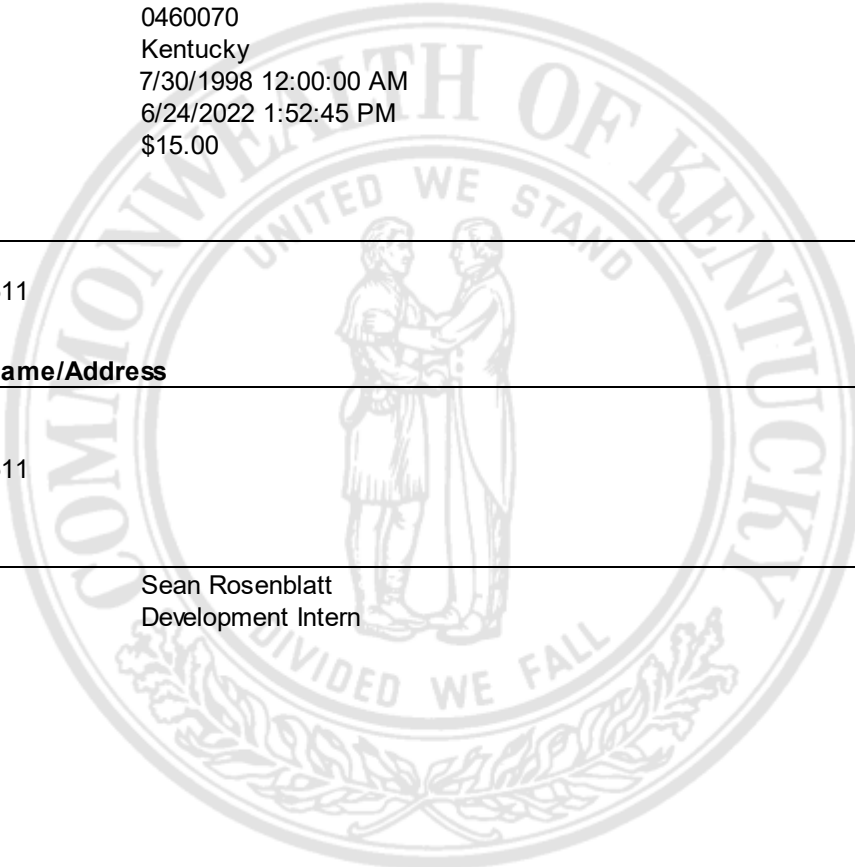 0460070
Kentucky
7/30/1998 12:00:00 AM
6/24/2022 1:52:45 PM
$15.00
COMMONWEALTH OF KENTUCKY
UNITED WE STAND
11
ame/Address
11
Sean Rosenblatt
Development Intern
DIVIDED WE FALL